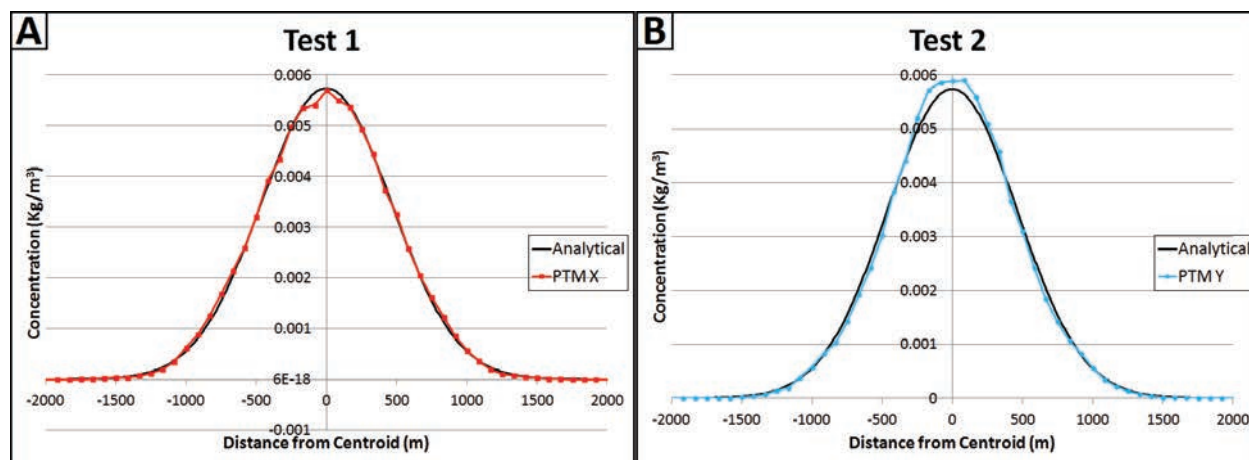 A
Test 1
0.006
0.005
0.004
0.003
0.002
0.001
6E-18
-0.001
-2000 -1500 -1000 -500 0 500 1000 1500 2000
Concentration (Kg/m³)
Distance from Centroid (m)
Analytical
PTM X
B
Test 2
0.006
0.005
0.004
0.003
0.002
0.001
0
-2000 -1500 -1000 -500 0 500 1000 1500 2000
Concentration (Kg/m³)
Distance from Centroid (m)
Analytical
PTM Y